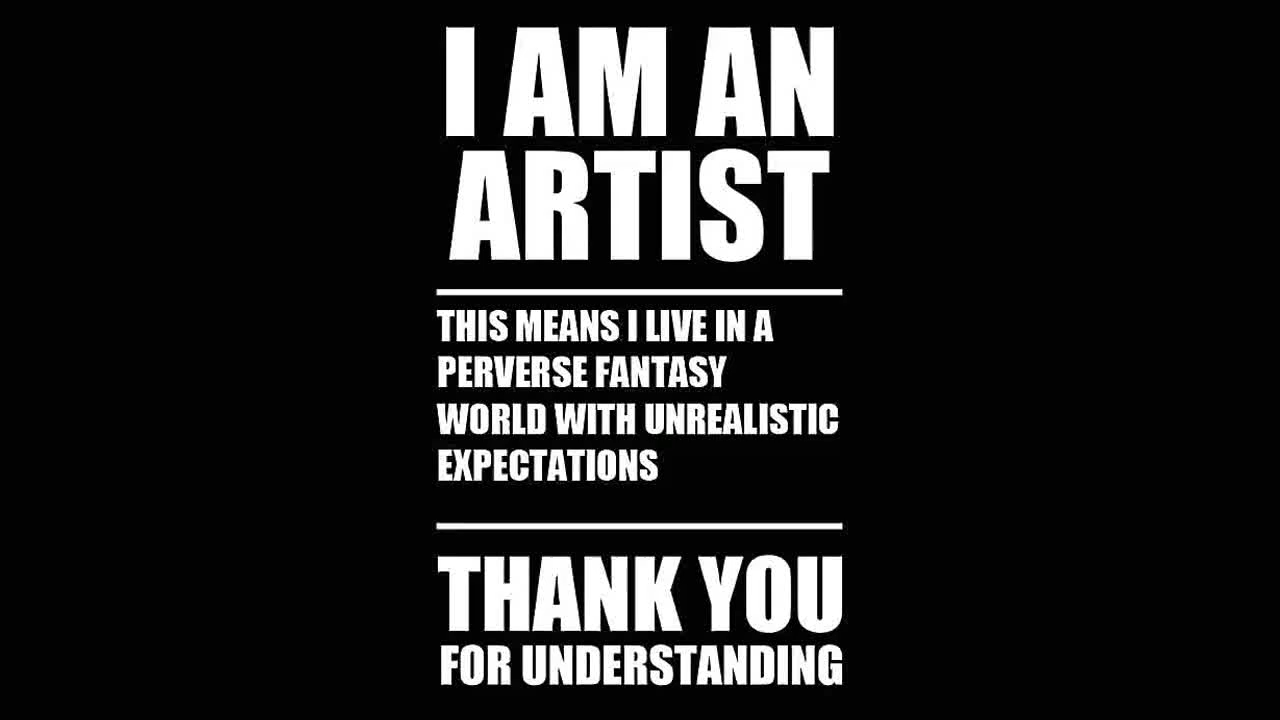 I AM AN
ARTIST
THIS MEANS I LIVE IN A
PERVERSE FANTASY
WORLD WITH UNREALISTIC
EXPECTATIONS
THANK YOU
FOR UNDERSTANDING